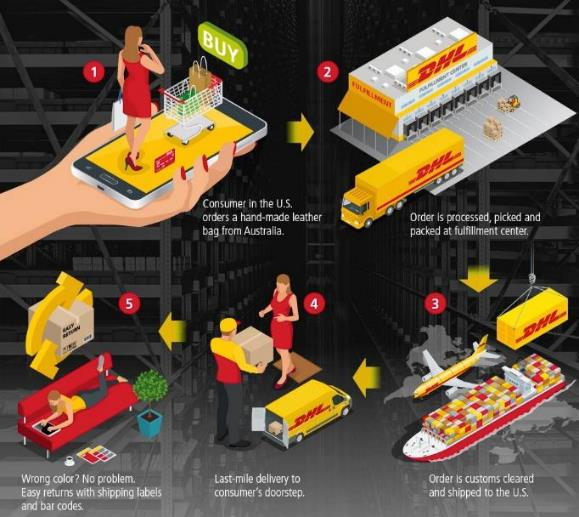 1
BUY
Consumer in the U.S.
orders a hand-made leather
bag from Australia.
2
DHL
FULFILLMENT CENTER
FULFILLMENT
DHL
Order is processed, picked and
packed at fulfillment center.
3
DHL
Order is customs cleared
and shipped to the U.S.
4
DHL
Last-mile delivery to
consumer's doorstep.
5
EASY
RETURN
Wrong color? No problem.
Easy returns with shipping labels
and bar codes.